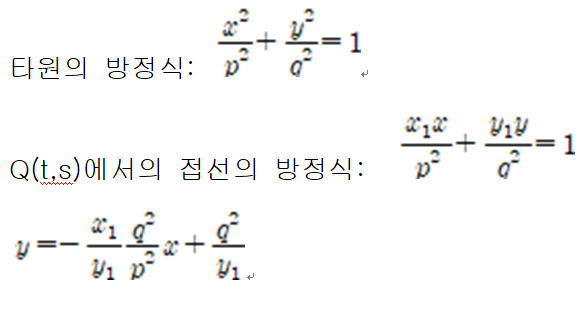 타원의 방정식: x²/p² + y²/q² = 1
Q(t,s)에서의 접선의 방정식: x₁x/p² + y₁y/q² = 1
y = − x₁/y₁ q²/p² x + q²/y₁